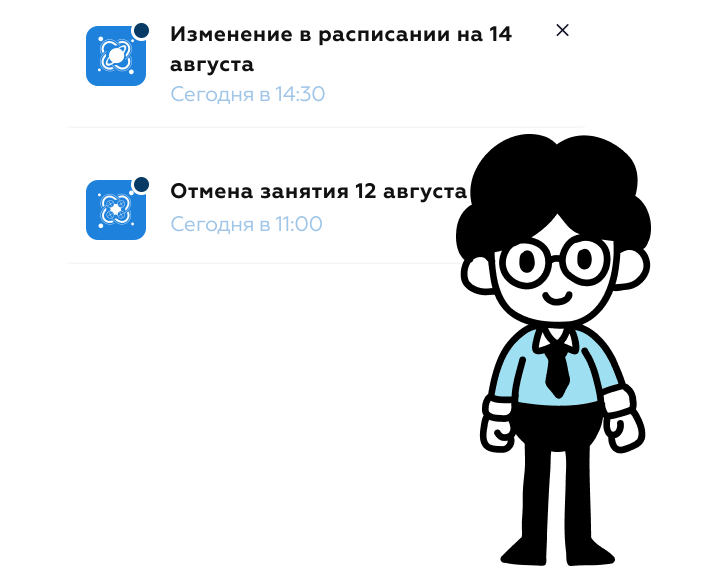 Изменение в расписании на 14
августа
Сегодня в 14:30
Отмена занятия 12 августа
Сегодня в 11:00